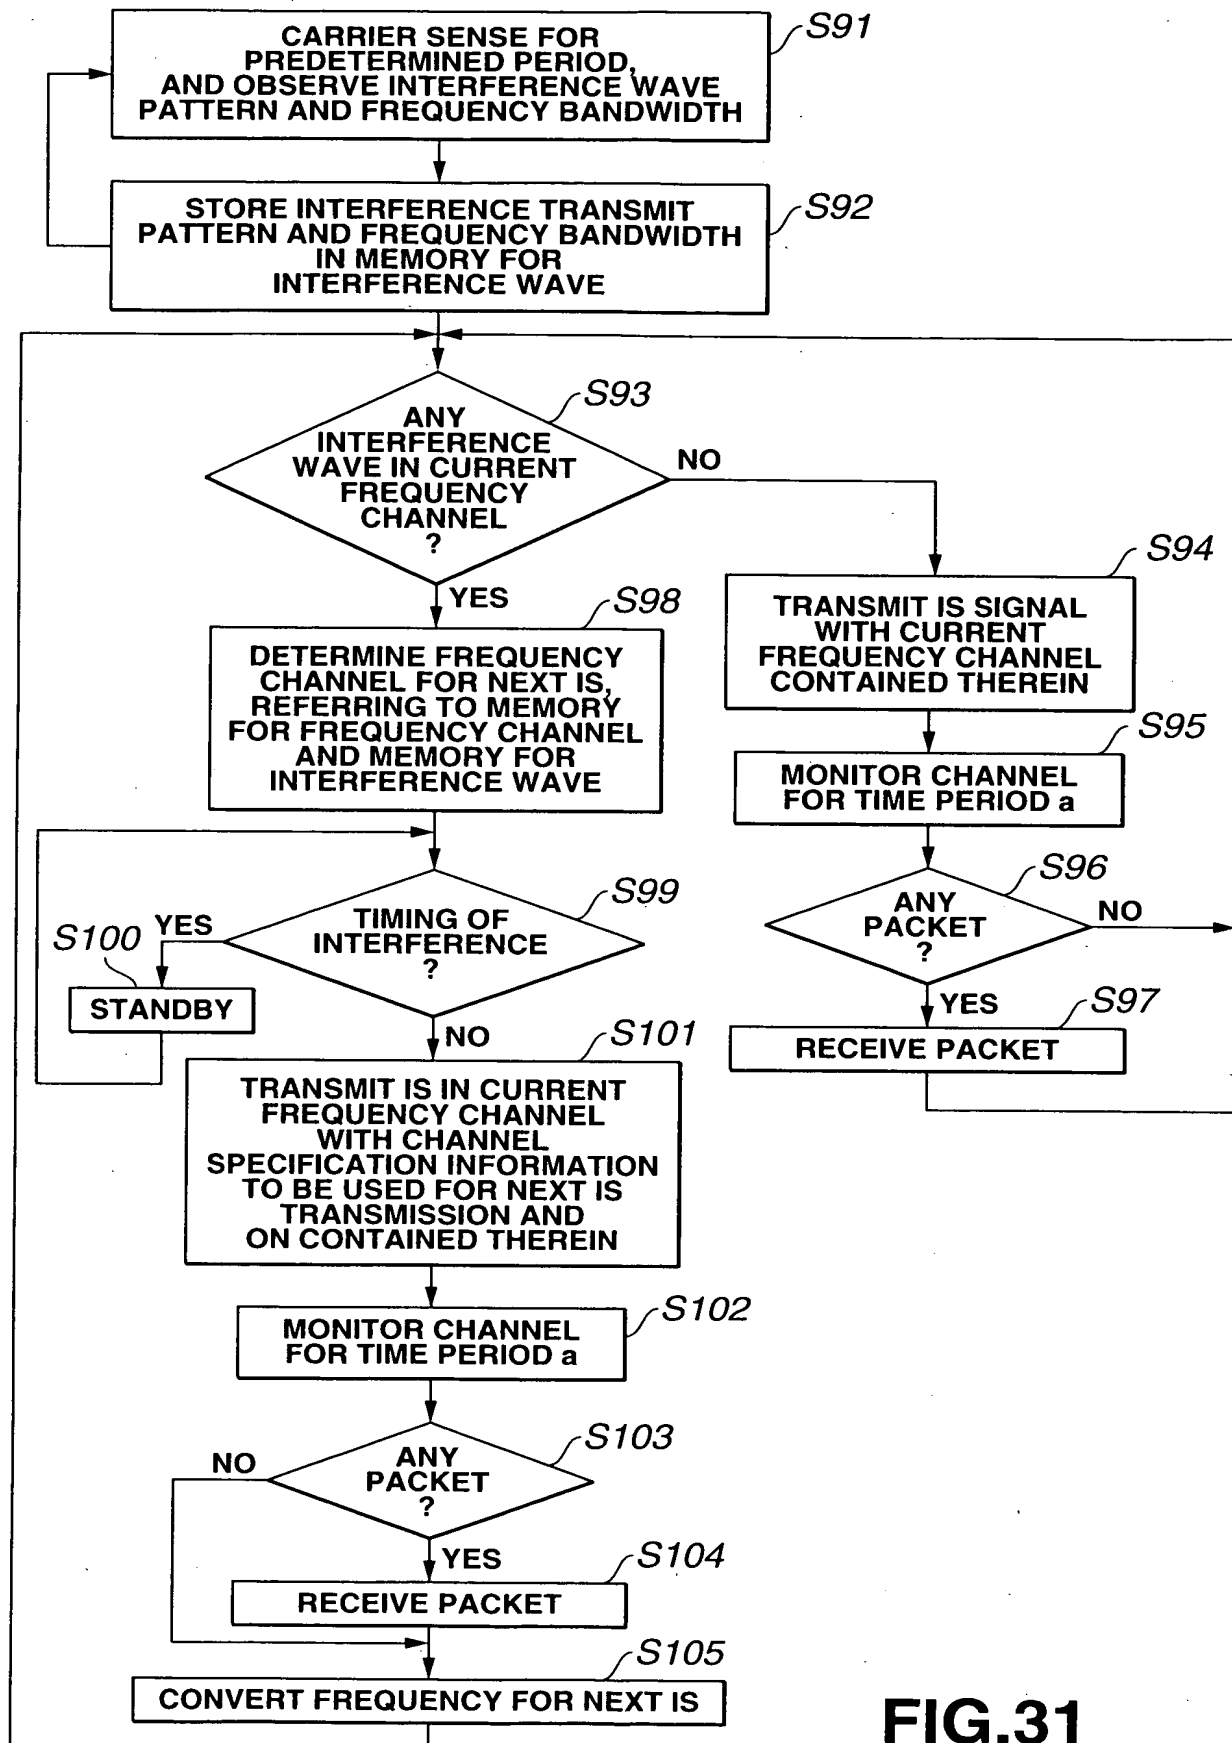 S91
CARRIER SENSE FOR
PREDETERMINED PERIOD,
AND OBSERVE INTERFERENCE WAVE
PATTERN AND FREQUENCY BANDWIDTH
S92
STORE INTERFERENCE TRANSMIT
PATTERN AND FREQUENCY BANDWIDTH
IN MEMORY FOR
INTERFERENCE WAVE
S93
ANY
INTERFERENCE
WAVE IN CURRENT
FREQUENCY
CHANNEL
?
NO
YES
S94
TRANSMIT IS SIGNAL
WITH CURRENT
FREQUENCY CHANNEL
CONTAINED THEREIN
S95
MONITOR CHANNEL
FOR TIME PERIOD a
S96
ANY
PACKET
?
NO
YES
S97
RECEIVE PACKET
S98
DETERMINE FREQUENCY
CHANNEL FOR NEXT IS,
REFERRING TO MEMORY
FOR FREQUENCY CHANNEL
AND MEMORY FOR
INTERFERENCE WAVE
S99
TIMING OF
INTERFERENCE
?
YES
S100
STANDBY
NO
S101
TRANSMIT IS IN CURRENT
FREQUENCY CHANNEL
WITH CHANNEL
SPECIFICATION INFORMATION
TO BE USED FOR NEXT IS
TRANSMISSION AND
ON CONTAINED THEREIN
S102
MONITOR CHANNEL
FOR TIME PERIOD a
S103
ANY
PACKET
?
NO
YES
S104
RECEIVE PACKET
S105
CONVERT FREQUENCY FOR NEXT IS
FIG.31